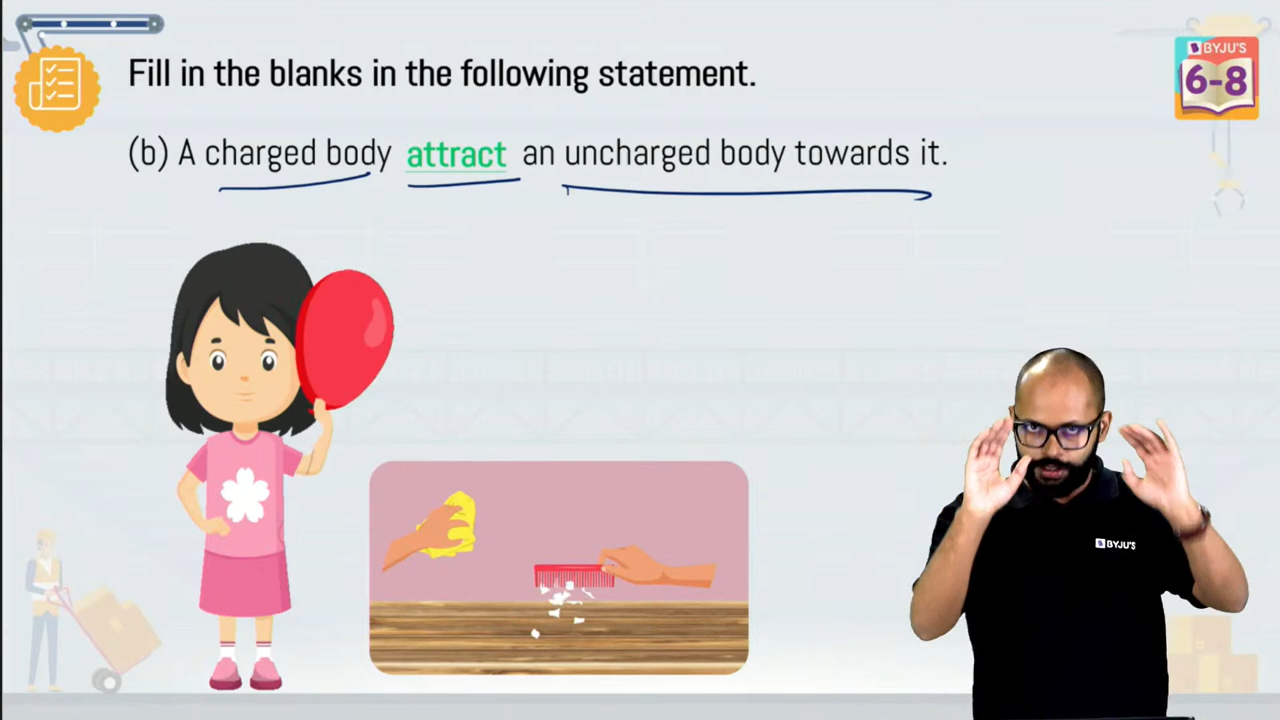 Fill in the blanks in the following statement.
BYJU'S
6-8
(b) A charged body attract an uncharged body towards it.
BYJU'S